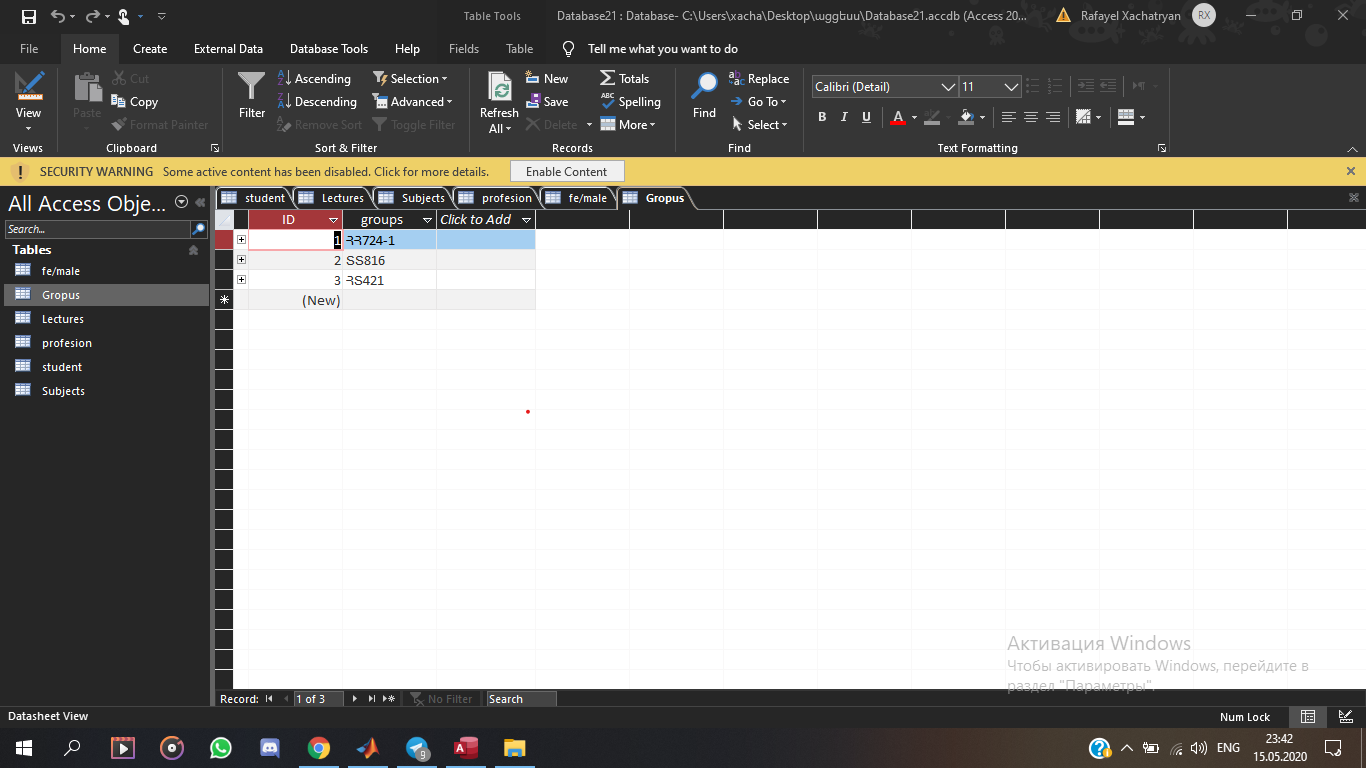 Table Tools
Database21 : Database- C:\Users\xacha\Desktop\ացցեսս\Database21.accdb (Access 20...
Rafayel Xachatryan
RX
File
Home
Create
External Data
Database Tools
Help
Fields
Table
Tell me what you want to do
View
Views
Paste
Cut
Copy
Format Painter
Clipboard
Filter
Ascending
Descending
Remove Sort
Selection
Advanced
Toggle Filter
Sort & Filter
Refresh
All
New
Save
Delete
Totals
Spelling
More
Records
Find
Replace
Go To
Select
Find
Calibri (Detail)
11
B I U A
Text Formatting
SECURITY WARNING Some active content has been disabled. Click for more details.
Enable Content
All Access Obje...
Search...
Tables
fe/male
Gropus
Lectures
profesion
student
Subjects
student
Lectures
Subjects
profesion
fe/male
Gropus
ID groups Click to Add
1 ՀՀ724-1
2 ՏՏ816
3 ՀՏ421
(New)
Активация Windows
Чтобы активировать Windows, перейдите в
раздел "Параметры".
Record:
1 of 3
No Filter
Search
Datasheet View
Num Lock
9
ENG
23:42
15.05.2020